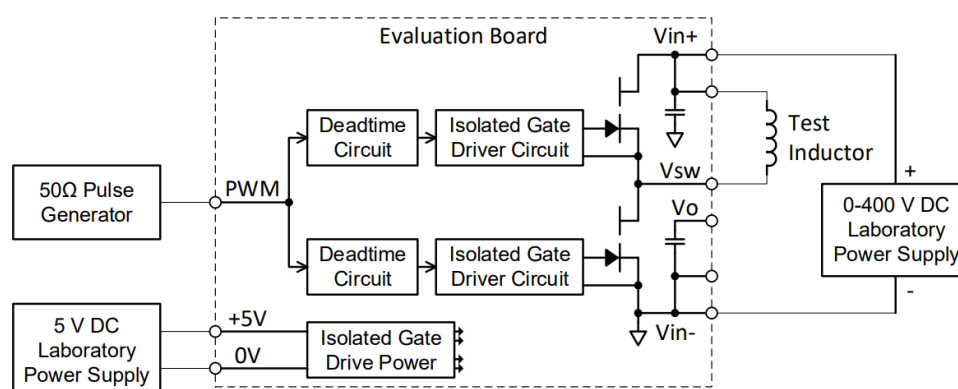 Evaluation Board
Vin+
Deadtime
Circuit
Isolated Gate
Driver Circuit
Test
Inductor
50Ω Pulse
Generator
PWM
Vsw
+
0-400 V DC
Laboratory
Power Supply
-
Vo
Deadtime
Circuit
Isolated Gate
Driver Circuit
5 V DC
Laboratory
Power Supply
+5V
0V
Isolated Gate
Drive Power
Vin-